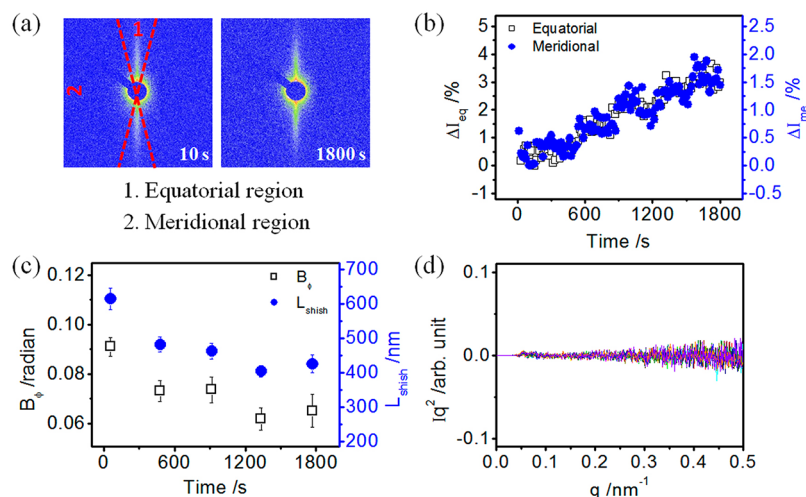 (a)
1
2
10 s
1800 s
1. Equatorial region
2. Meridional region
(b)
Equatorial
Meridional
ΔI_eq /%
5
4
3
2
1
0
-1
ΔI_me /%
2.5
2.0
1.5
1.0
0.5
0.0
-0.5
0 600 1200 1800
Time /s
(c)
B_ϕ
L_shish
B_ϕ /radian
0.12
0.10
0.08
0.06
L_shish /nm
700
600
500
400
300
200
0 600 1200 1800
Time /s
(d)
Iq² /arb. unit
0.1
0.0
-0.1
0.0 0.1 0.2 0.3 0.4 0.5
q /nm⁻¹